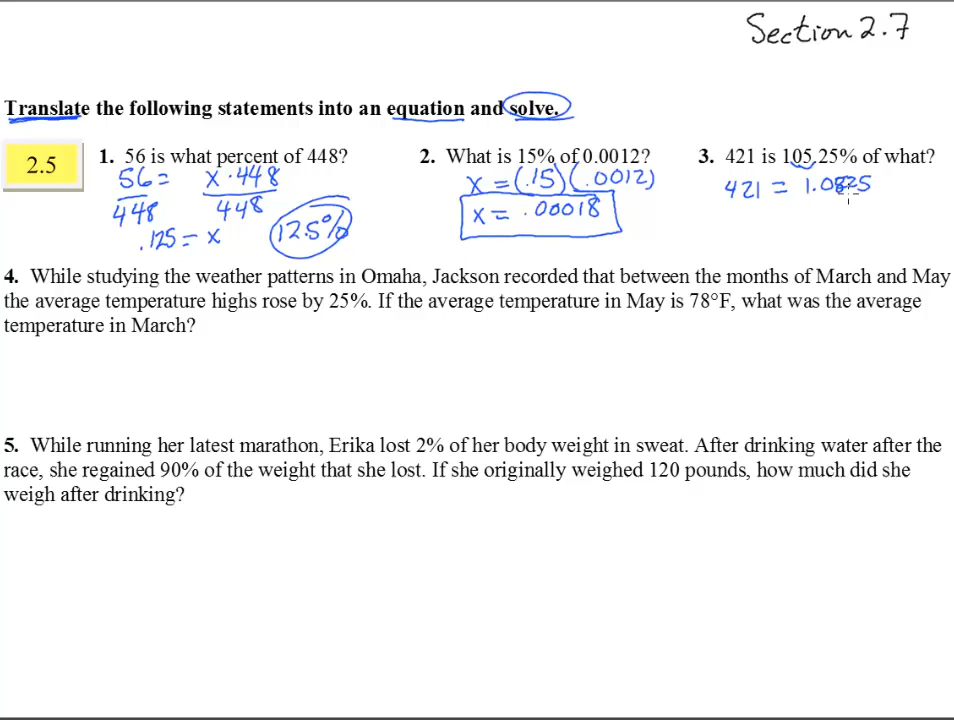 Section 2.7
Translate the following statements into an equation and solve.
2.5
1. 56 is what percent of 448?
56 = x · 448
448 448
.125 = x 12.5%
2. What is 15% of 0.0012?
x = (.15)(.0012)
x = .00018
3. 421 is 105.25% of what?
421 = 1.0525
4. While studying the weather patterns in Omaha, Jackson recorded that between the months of March and May
the average temperature highs rose by 25%. If the average temperature in May is 78°F, what was the average
temperature in March?
5. While running her latest marathon, Erika lost 2% of her body weight in sweat. After drinking water after the
race, she regained 90% of the weight that she lost. If she originally weighed 120 pounds, how much did she
weigh after drinking?